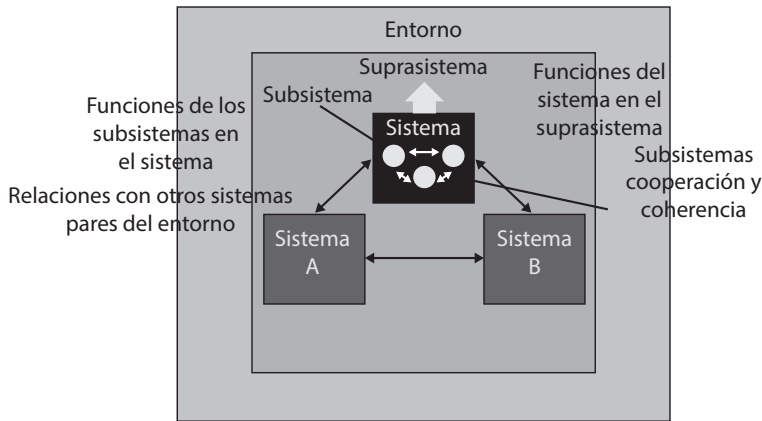 Entorno
Suprasistema
Subsistema
Funciones del
sistema en el
suprasistema
Funciones de los
subsistemas en
el sistema
Sistema
Subsistemas
cooperación y
coherencia
Relaciones con otros sistemas
pares del entorno
Sistema
A
Sistema
B